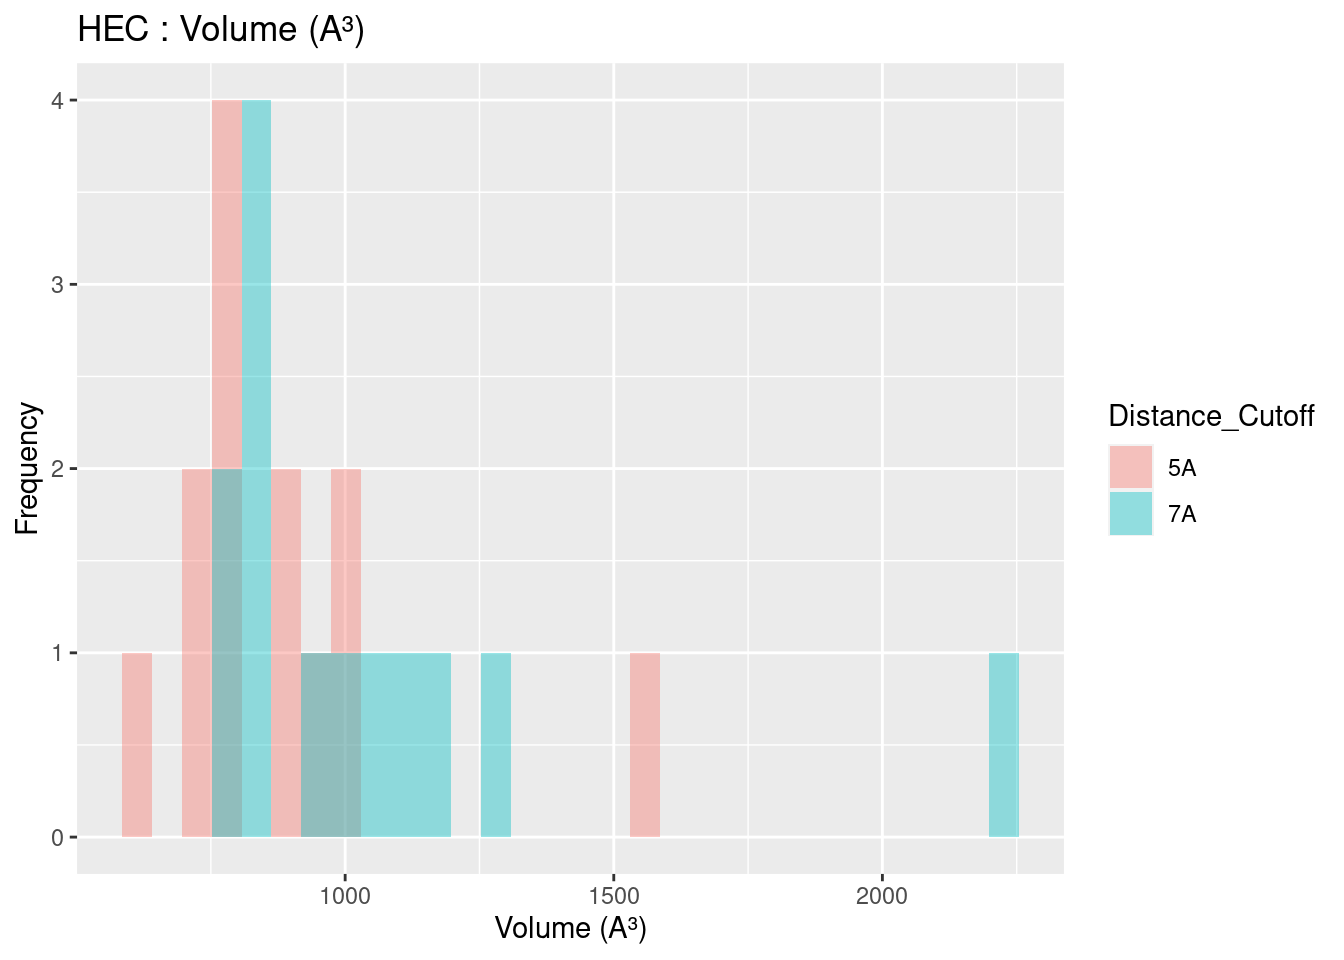 HEC : Volume (A³)
4
3
2
1
0
Frequency
1000 1500 2000
Volume (A³)
Distance_Cutoff
5A
7A